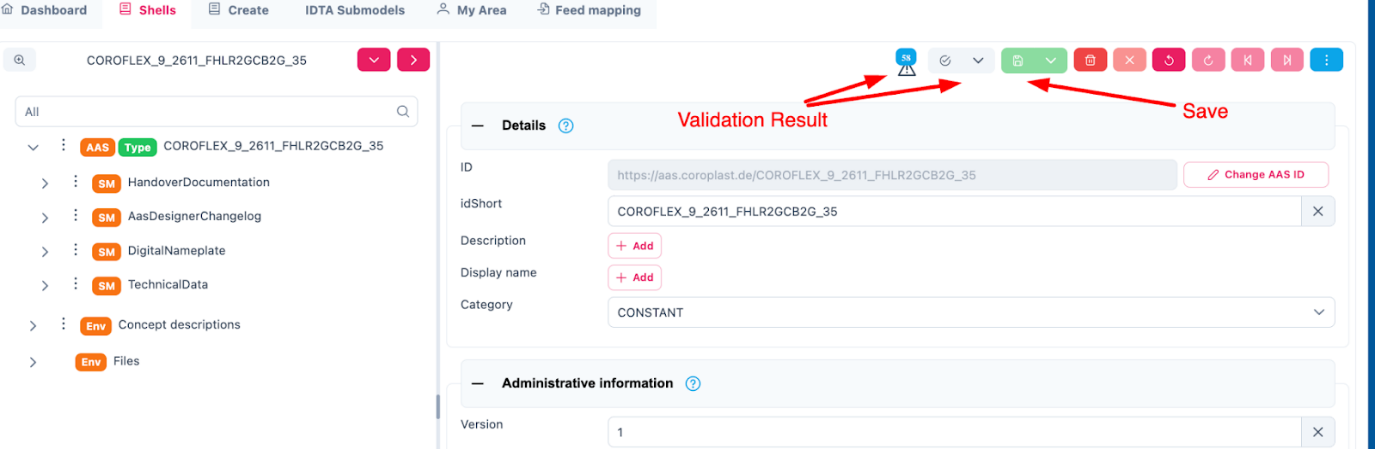 Dashboard Shells Create IDTA Submodels My Area Feed mapping
COROFLEX_9_2611_FHLR2GCB2G_35
58
Validation Result
Save
All
AAS Type COROFLEX_9_2611_FHLR2GCB2G_35
SM HandoverDocumentation
SM AasDesignerChangelog
SM DigitalNameplate
SM TechnicalData
Env Concept descriptions
Env Files
Details ?
ID https://aas.coroplast.de/COROFLEX_9_2611_FHLR2GCB2G_35 Change AAS ID
idShort COROFLEX_9_2611_FHLR2GCB2G_35
Description + Add
Display name + Add
Category CONSTANT
Administrative information ?
Version 1